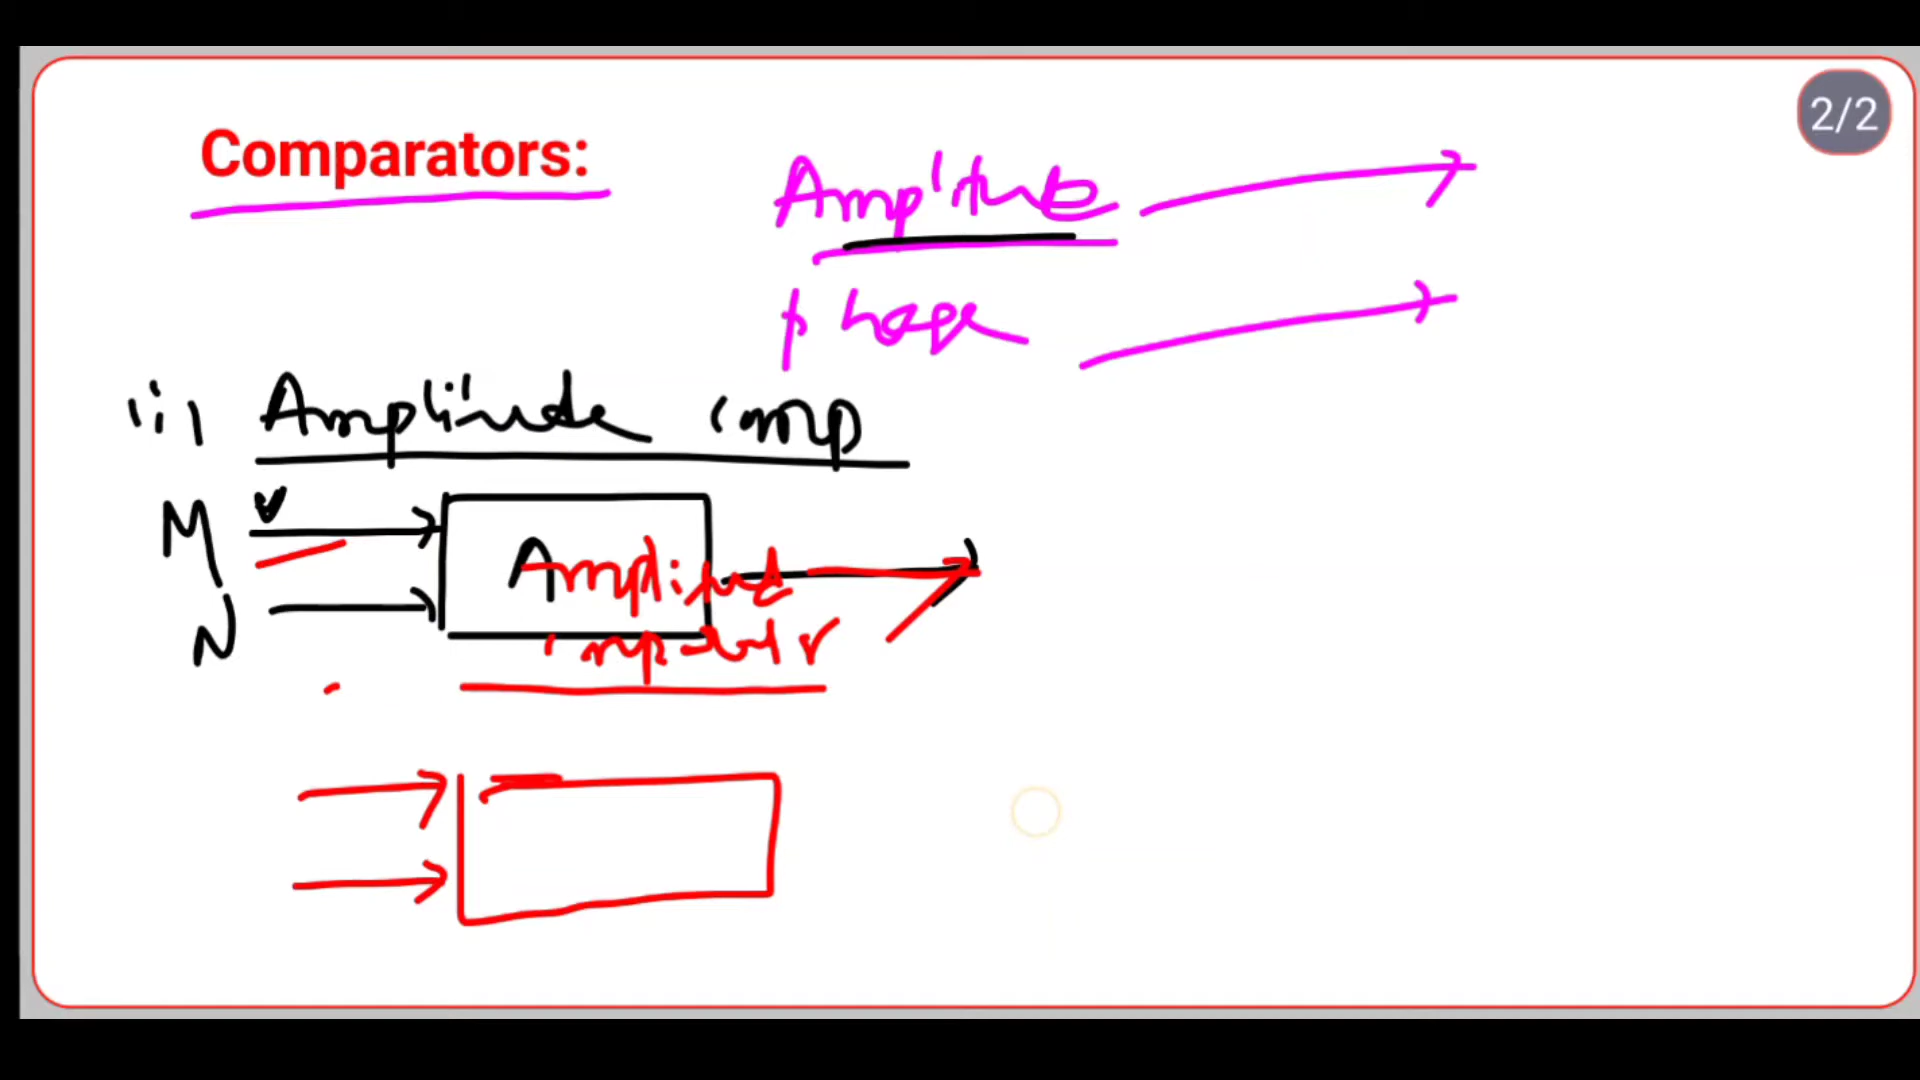 Comparators:
2/2
Amplitude
phase
(i) Amplitude comp
M
N
Amplitude
comparator